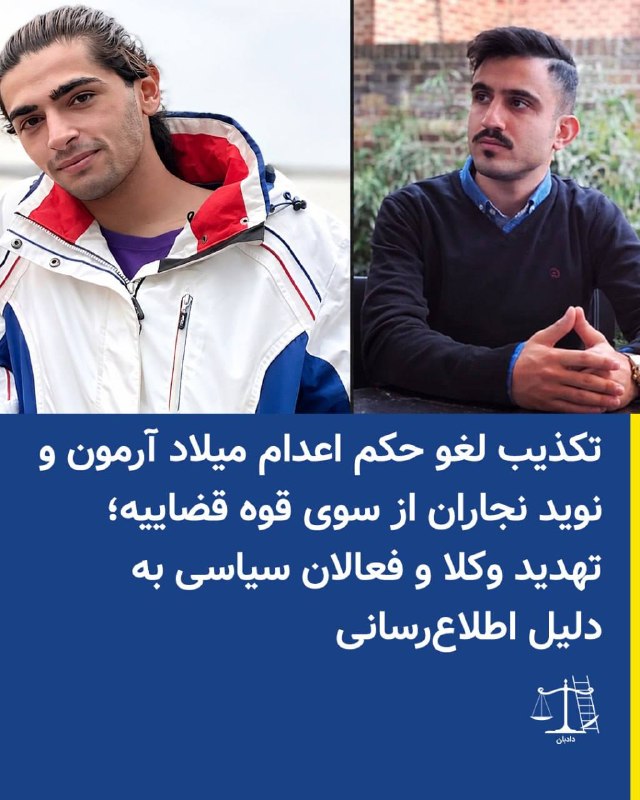 تکذیب لغو حکم اعدام میلاد آرمون و
نوید نجاران از سوی قوه قضاییه؛
تهدید وکلا و فعالان سیاسی به
دلیل اطلاع‌رسانی
دادبان